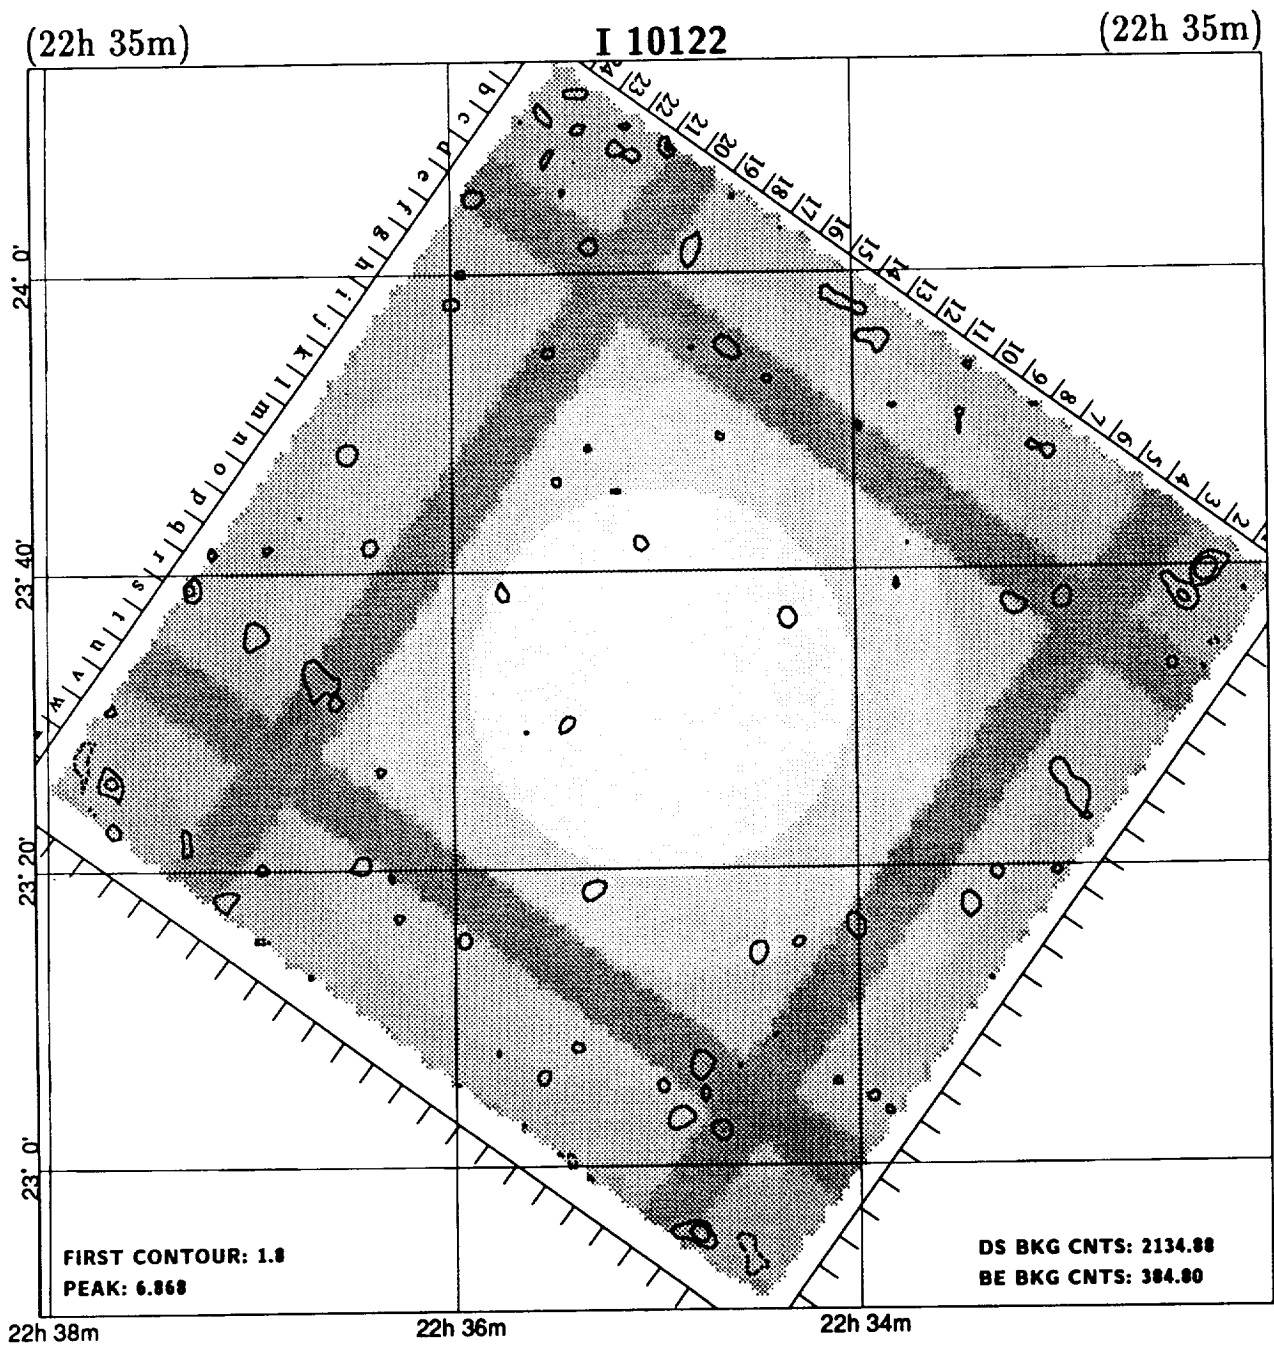 (22h 35m) I 10122 (22h 35m)
b c d e f g h i j k l m n o p q r s t u v w
24 23 22 21 20 19 18 17 16 15 14 13 12 11 10 9 8 7 6 5 4 3 2
24° 0'
23° 40'
23° 20'
23° 0'
FIRST CONTOUR: 1.8
PEAK: 6.868
DS BKG CNTS: 2134.88
BE BKG CNTS: 384.80
22h 38m 22h 36m 22h 34m